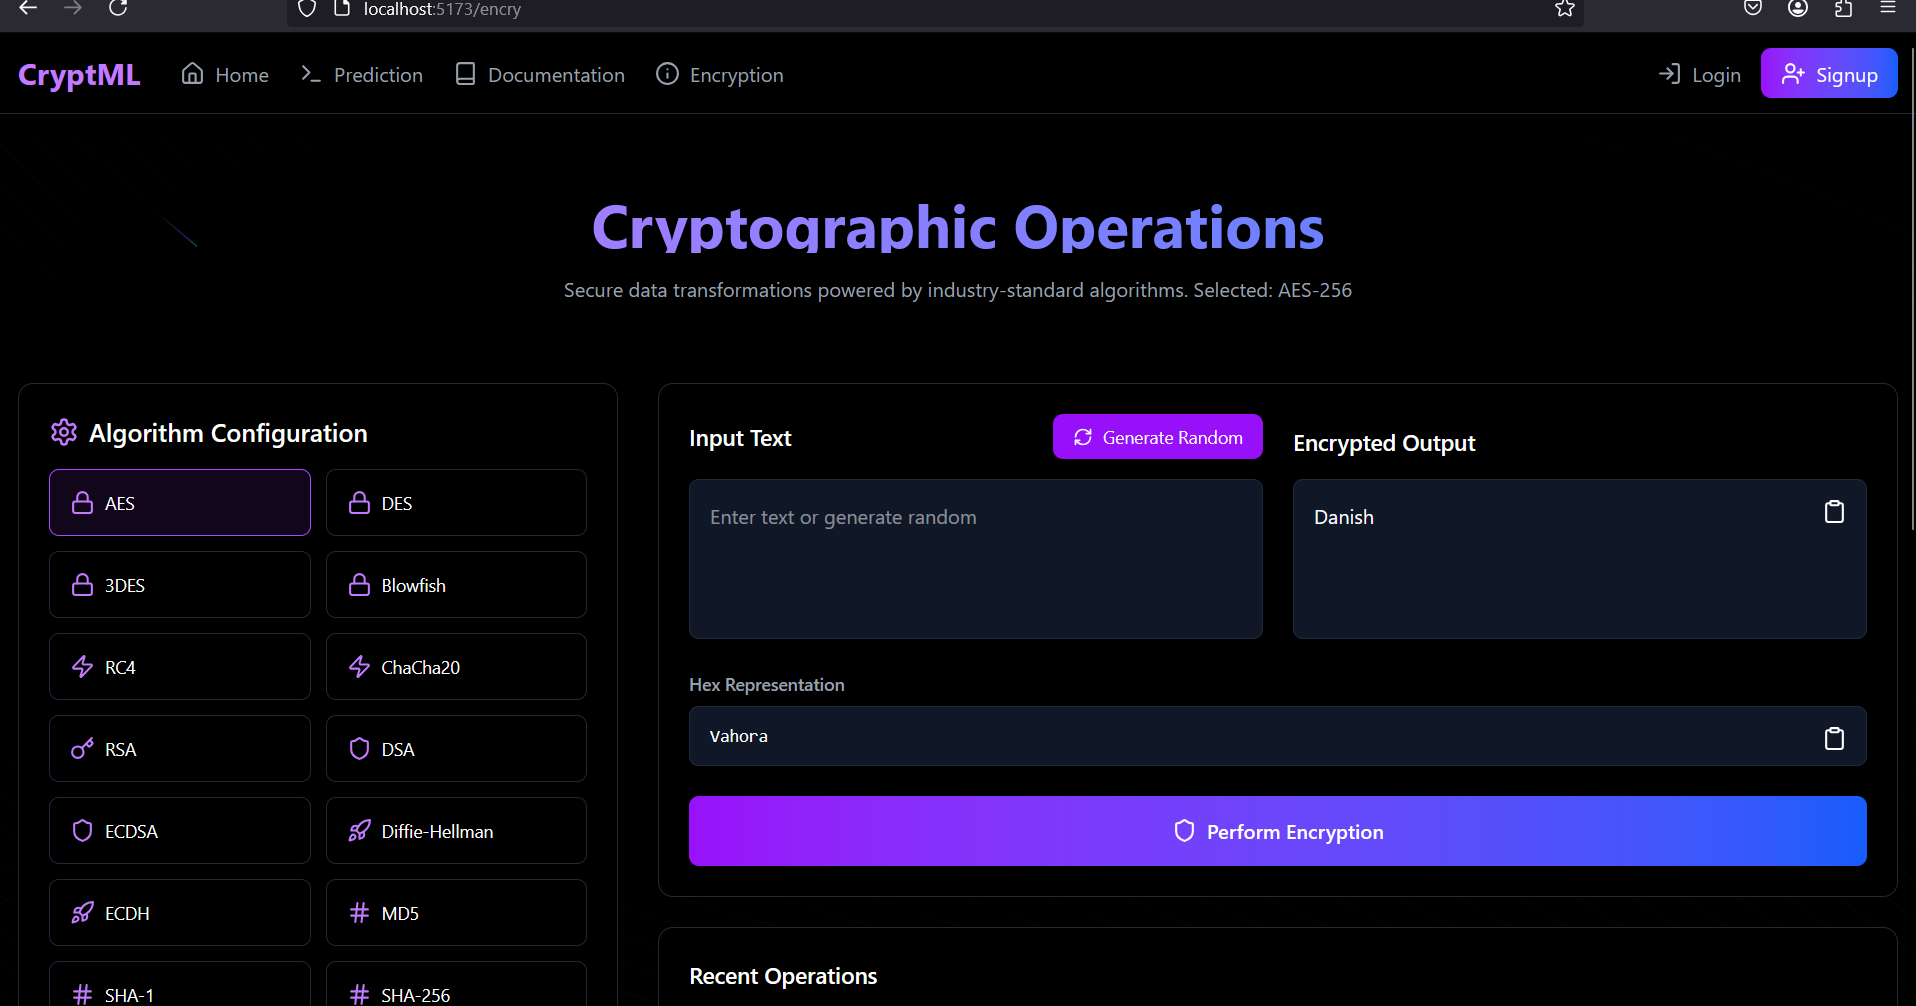 localhost:5173/encry
CryptML Home Prediction Documentation Encryption Login Signup
Cryptographic Operations
Secure data transformations powered by industry-standard algorithms. Selected: AES-256
Algorithm Configuration
AES DES
3DES Blowfish
RC4 ChaCha20
RSA DSA
ECDSA Diffie-Hellman
ECDH MD5
SHA-1 SHA-256
Input Text Generate Random
Enter text or generate random
Encrypted Output
Danish
Hex Representation
Vahora
Perform Encryption
Recent Operations